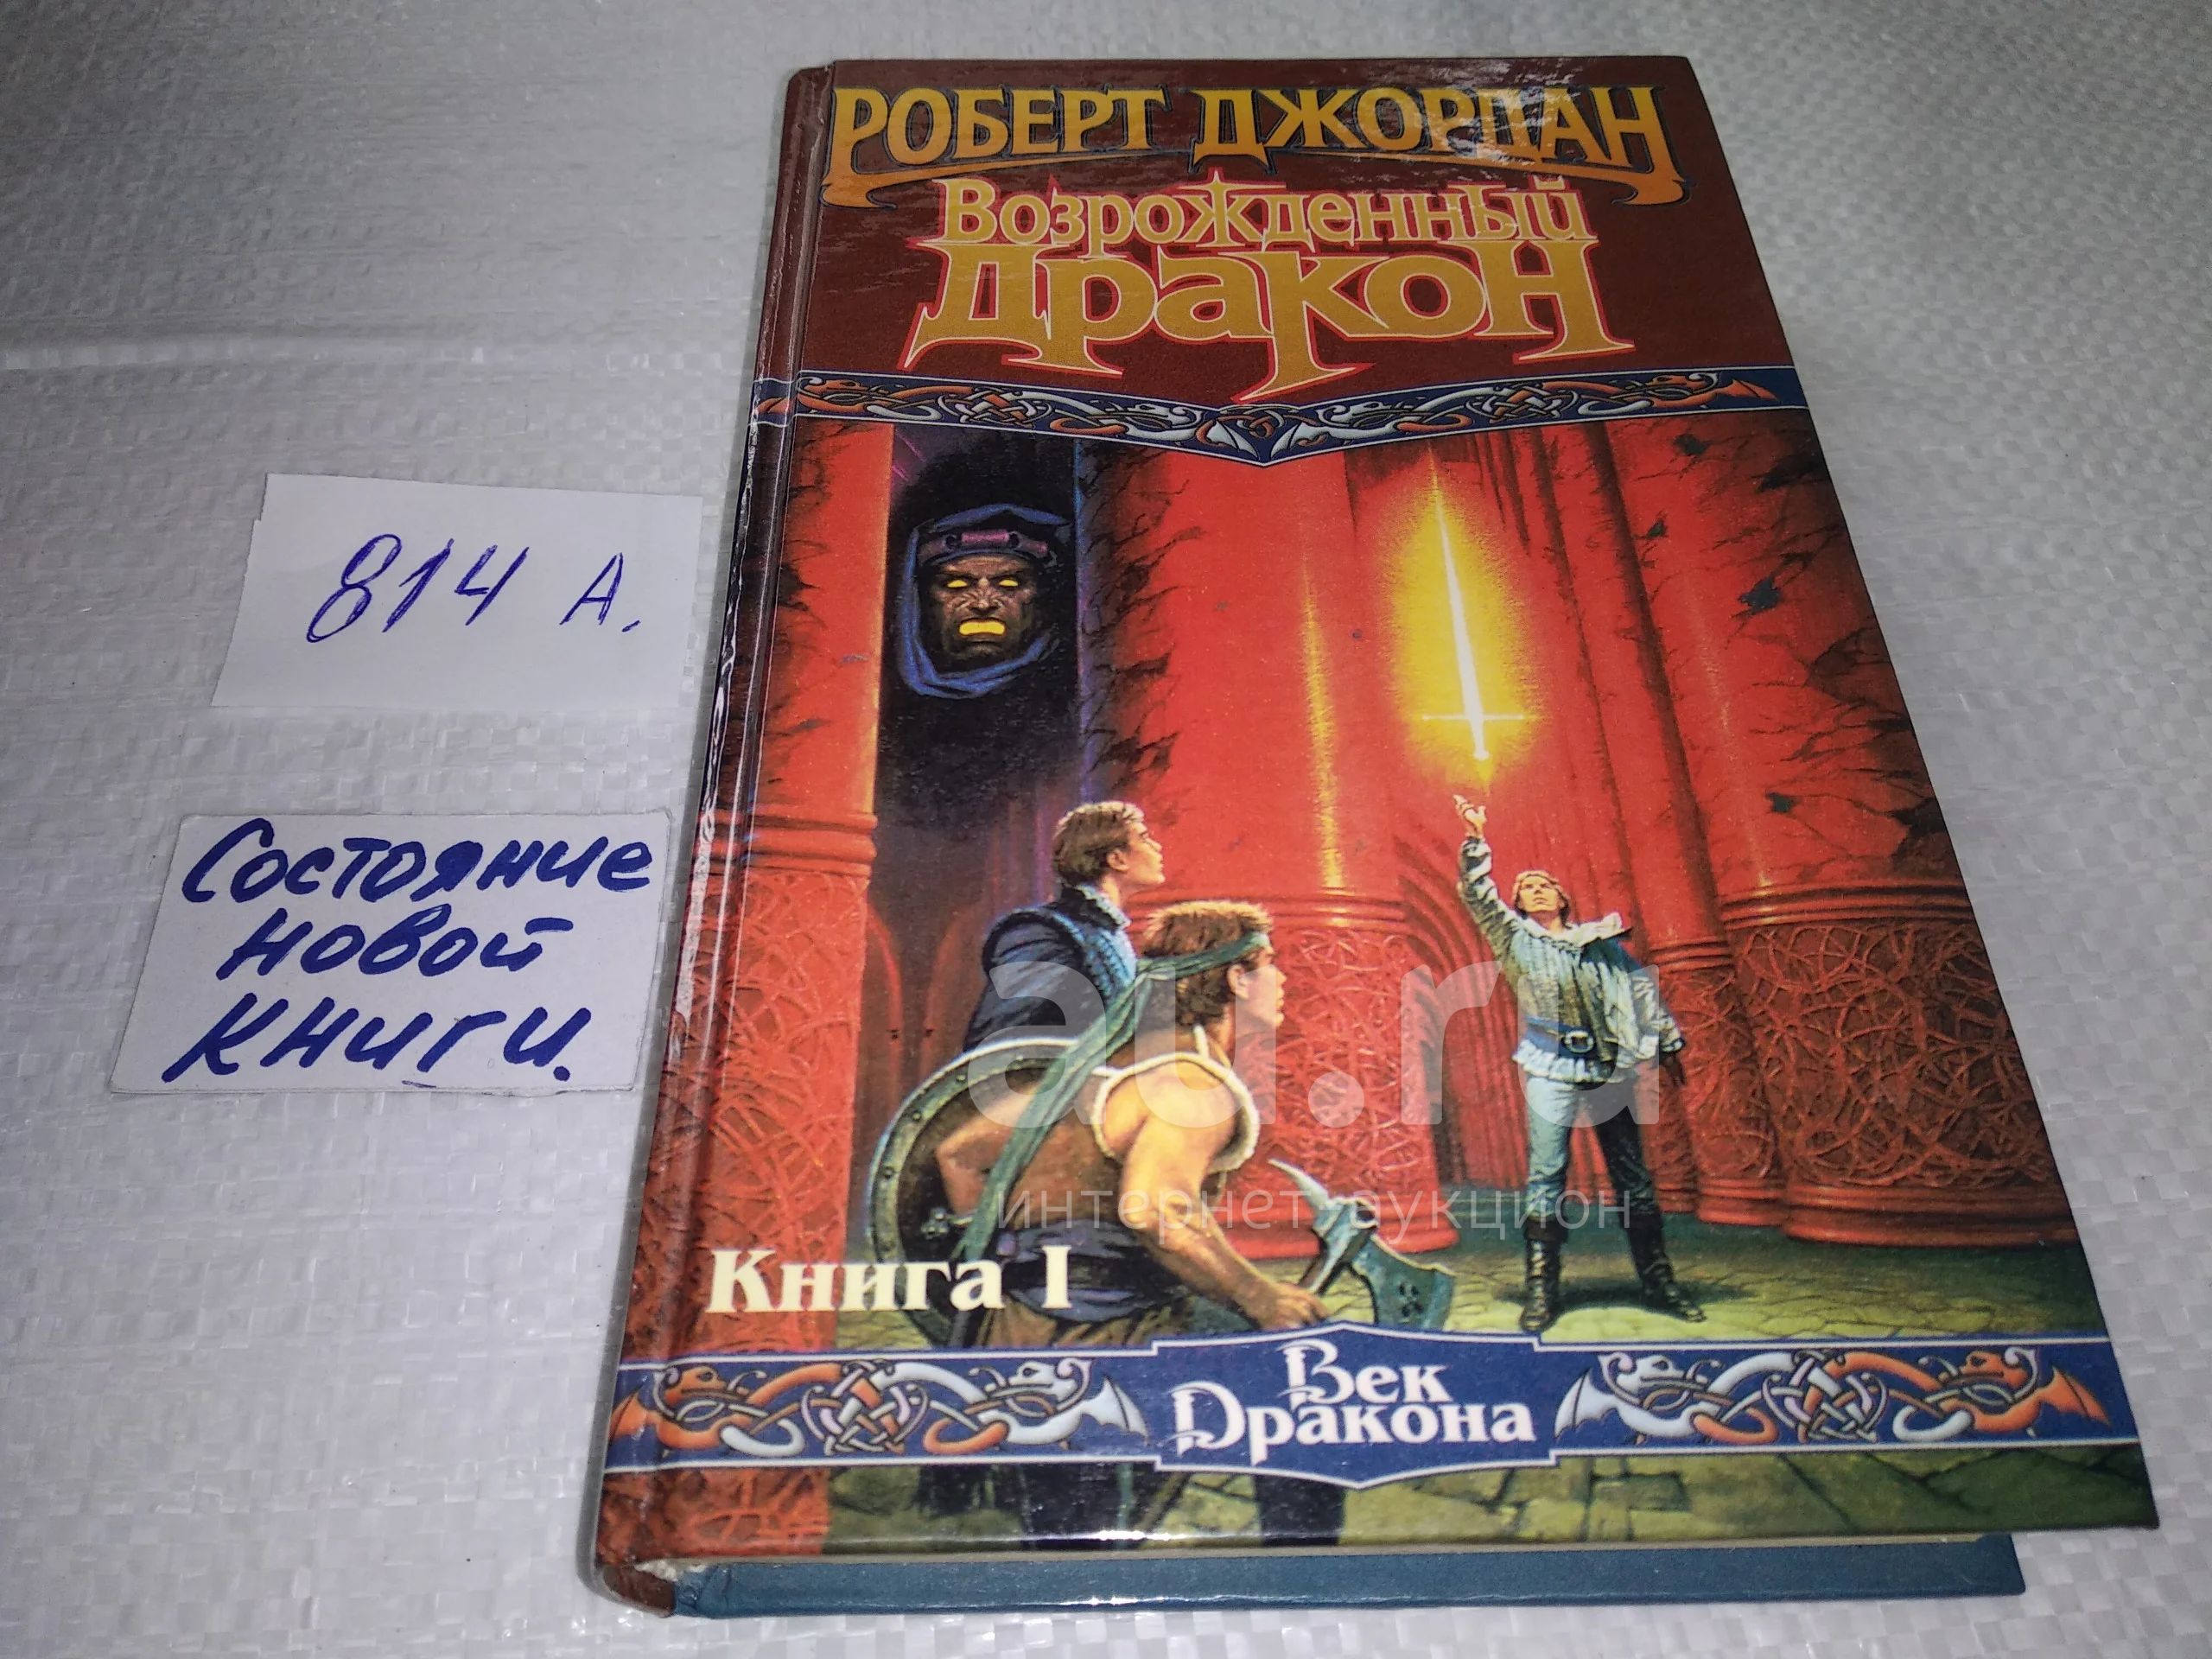 РОБЕРТ ДЖОРДАН
Возрожденный
Дракон
814 А.
Состояние
новой
книги.
au.ru
интернет-аукцион
Книга I
Век
Дракона